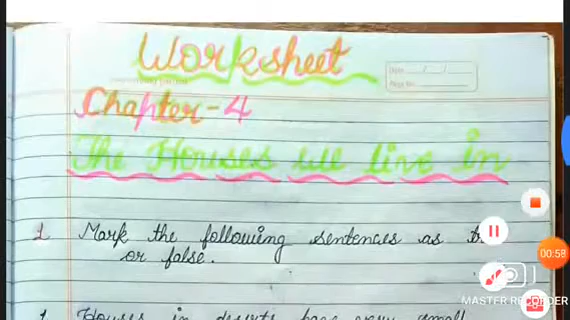 Worksheet
Date / /
Page No.
Chapter-4
The Houses we live in
1 Mark the following sentences as
or false.
1. Houses in deserts have very small
00:58
MASTER RECORDER